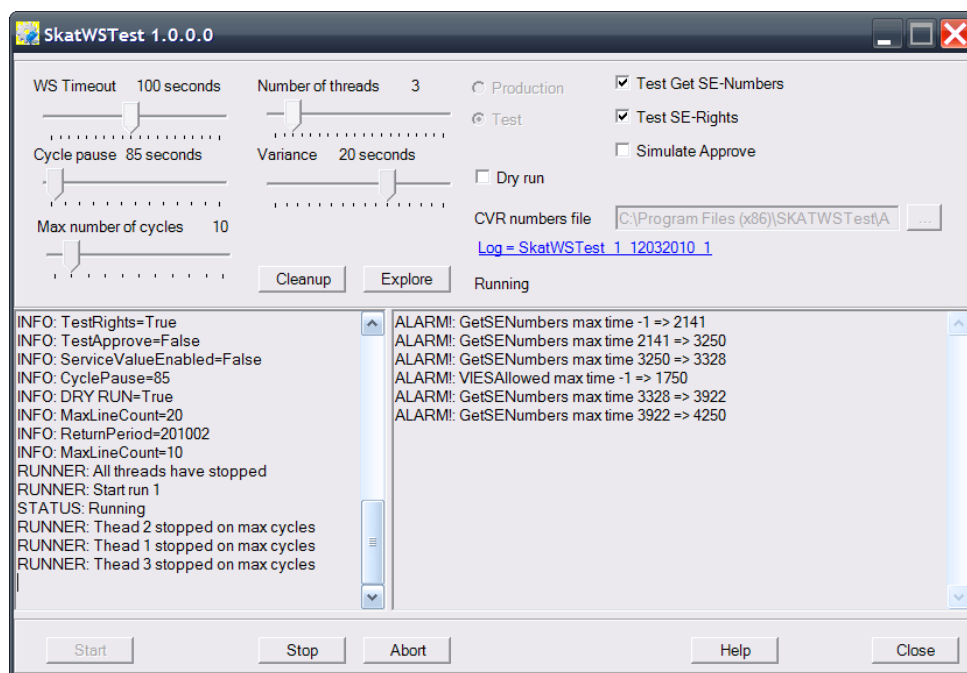 SkatWSTest 1.0.0.0
WS Timeout 100 seconds
Number of threads 3
Production
Test Get SE-Numbers
Test
Test SE-Rights
Cycle pause 85 seconds
Variance 20 seconds
Simulate Approve
Dry run
CVR numbers file C:\Program Files (x86)\SKATWSTest\A ...
Max number of cycles 10
Log = SkatWSTest_1_12032010_1
Cleanup
Explore
Running
INFO: TestRights=True
INFO: TestApprove=False
INFO: ServiceValueEnabled=False
INFO: CyclePause=85
INFO: DRY RUN=True
INFO: MaxLineCount=20
INFO: ReturnPeriod=201002
INFO: MaxLineCount=10
RUNNER: All threads have stopped
RUNNER: Start run 1
STATUS: Running
RUNNER: Thead 2 stopped on max cycles
RUNNER: Thead 1 stopped on max cycles
RUNNER: Thead 3 stopped on max cycles
ALARM!: GetSENumbers max time -1 => 2141
ALARM!: GetSENumbers max time 2141 => 3250
ALARM!: GetSENumbers max time 3250 => 3328
ALARM!: VIESAllowed max time -1 => 1750
ALARM!: GetSENumbers max time 3328 => 3922
ALARM!: GetSENumbers max time 3922 => 4250
Start
Stop
Abort
Help
Close